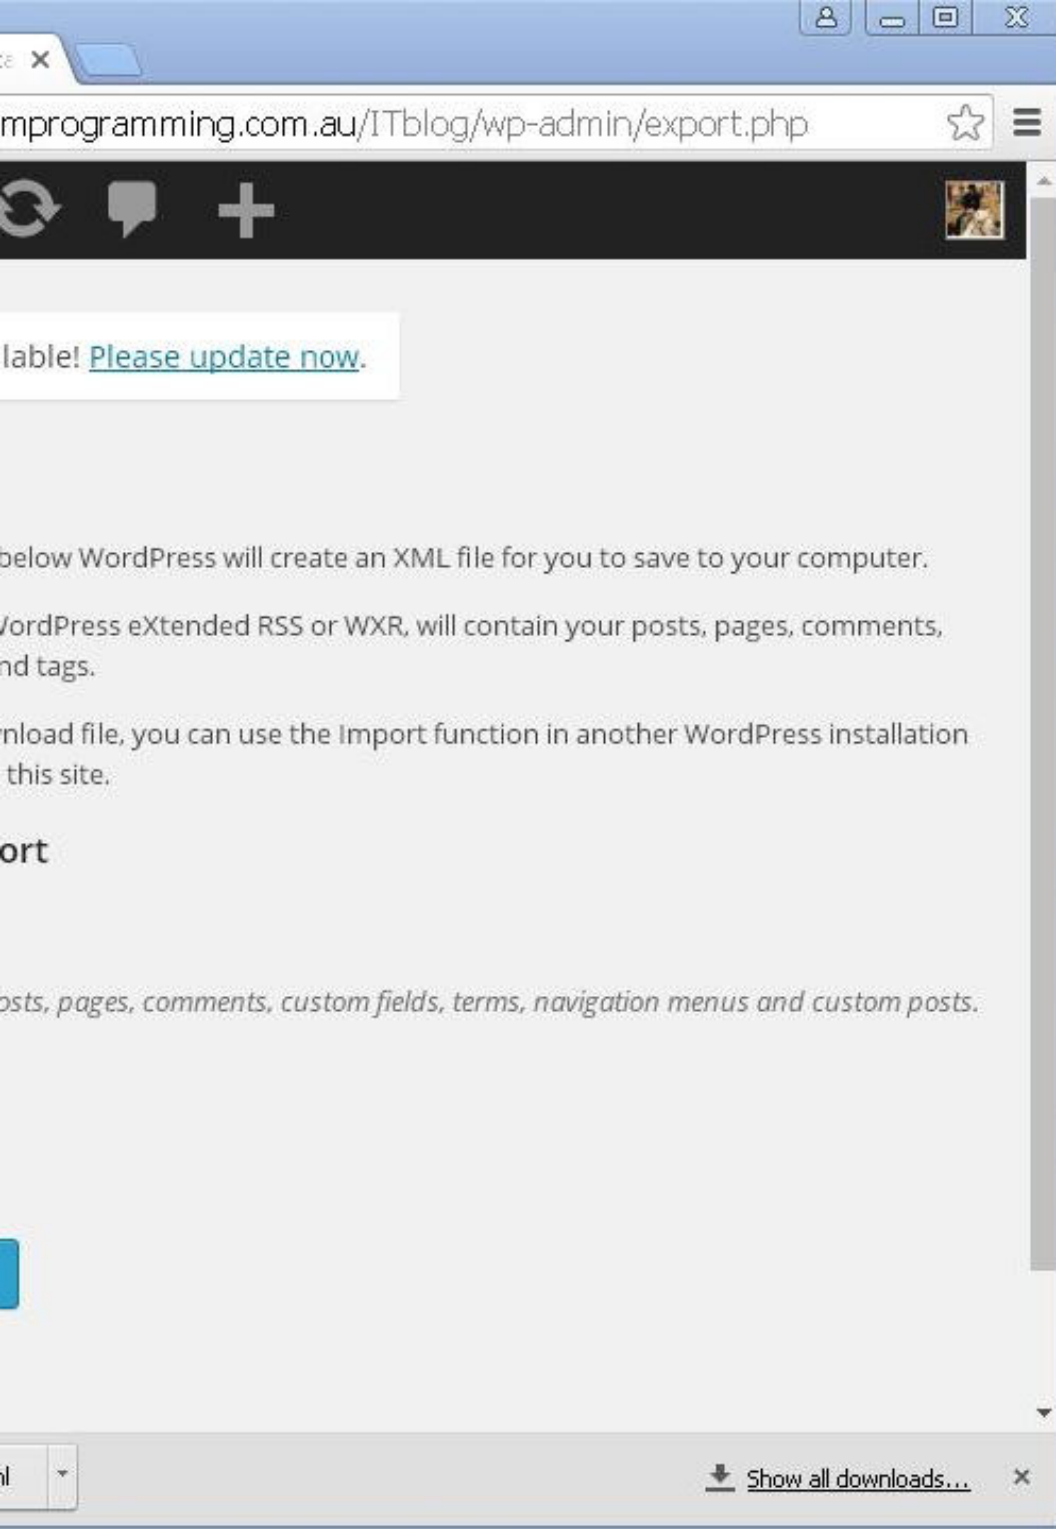 mprogramming.com.au/ITblog/wp-admin/export.php
lable! Please update now.
below WordPress will create an XML file for you to save to your computer.
WordPress eXtended RSS or WXR, will contain your posts, pages, comments,
nd tags.
nload file, you can use the Import function in another WordPress installation
this site.
ort
osts, pages, comments, custom fields, terms, navigation menus and custom posts.
Show all downloads...